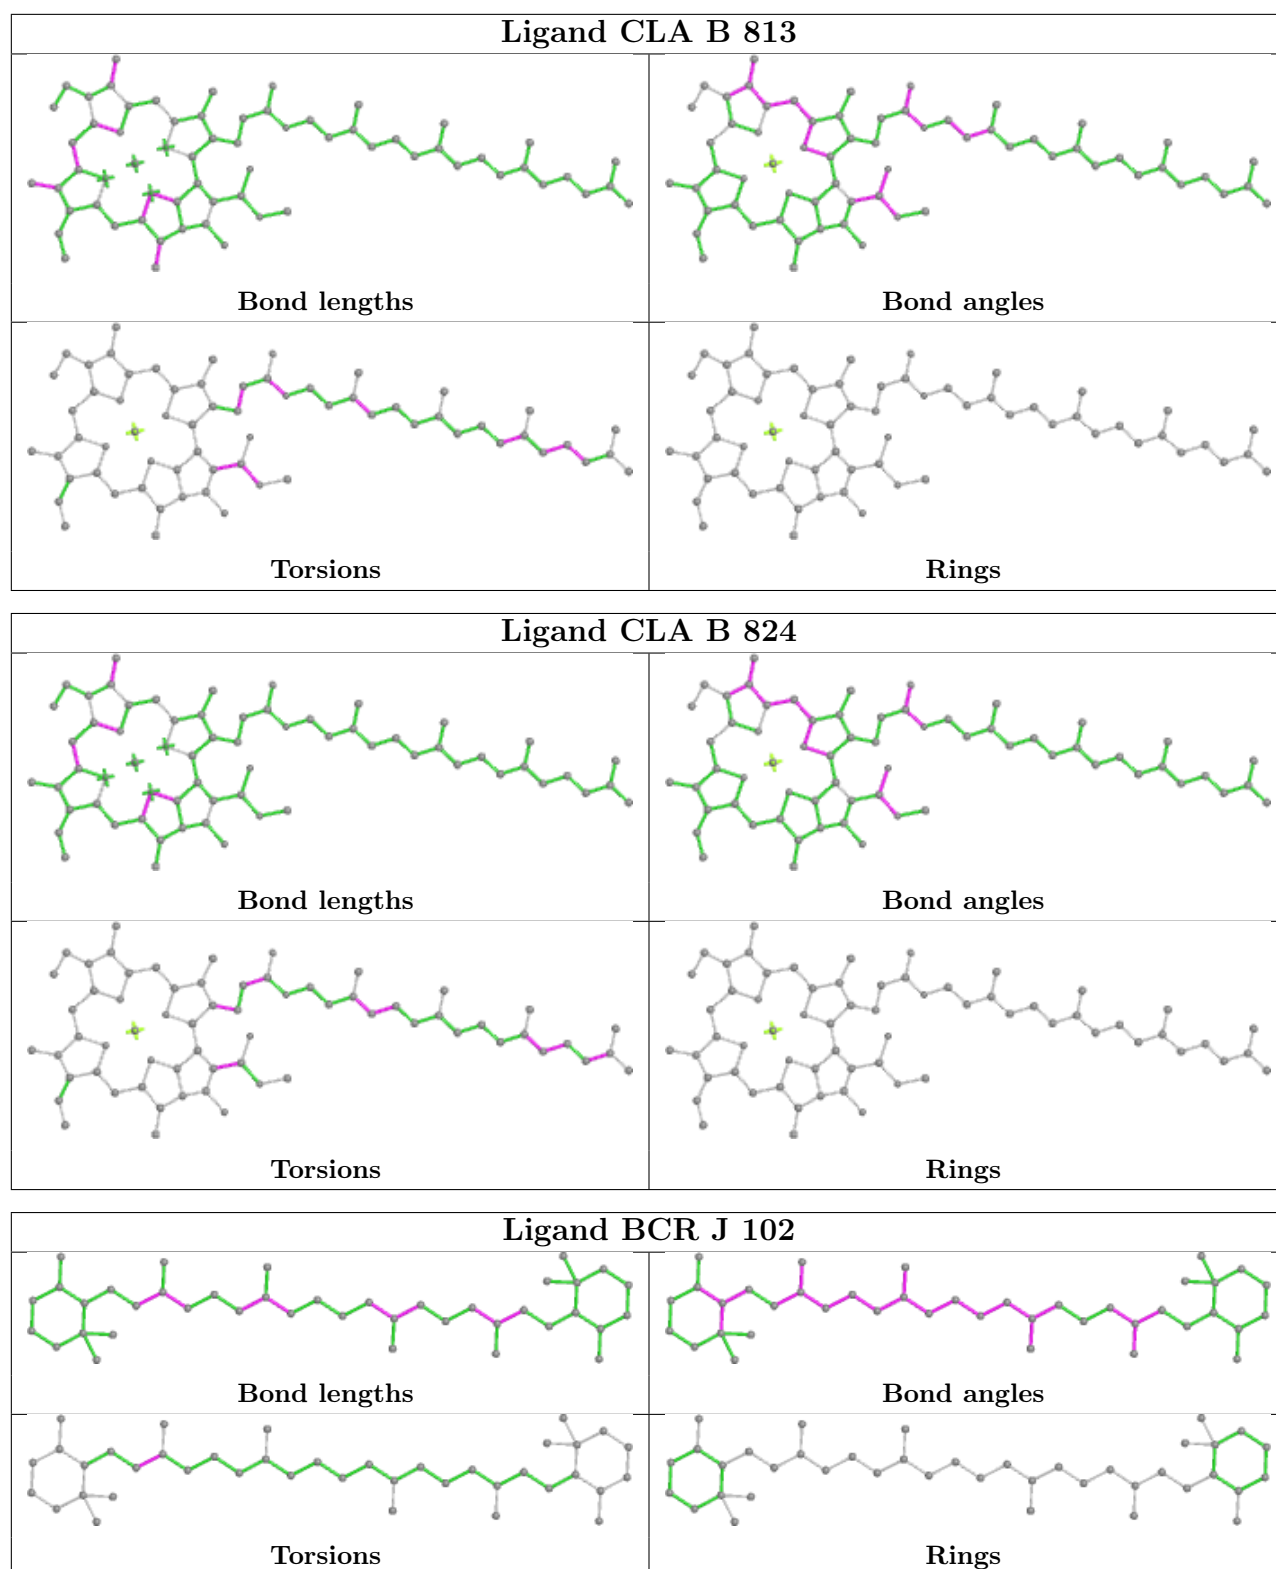 Ligand CLA B 813
Bond lengths
Bond angles
Torsions
Rings
Ligand CLA B 824
Bond lengths
Bond angles
Torsions
Rings
Ligand BCR J 102
Bond lengths
Bond angles
Torsions
Rings